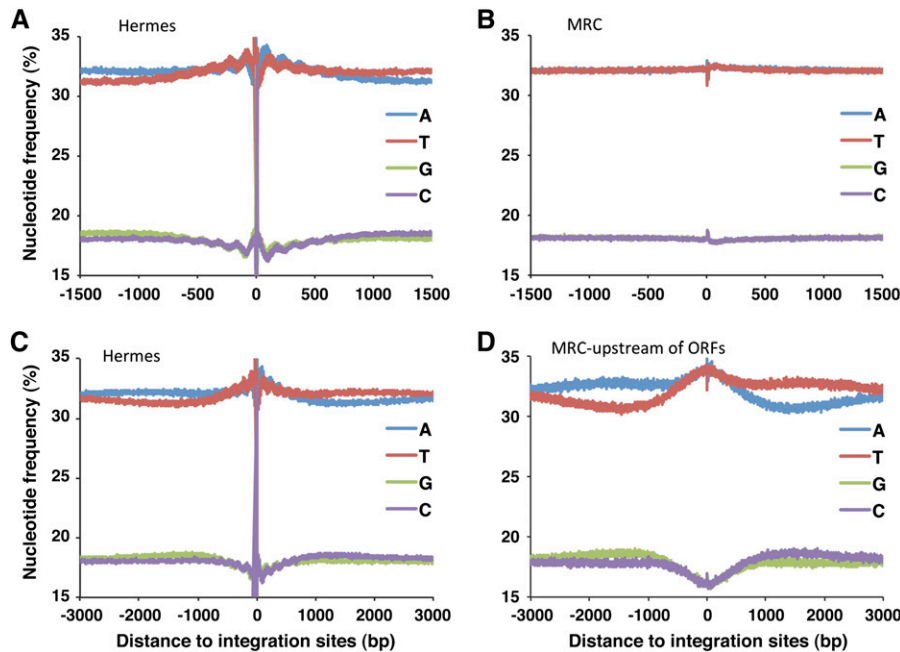 A
Hermes
Nucleotide frequency (%)
35
30
25
20
15
-1500 -1000 -500 0 500 1000 1500
A
T
G
C
B
MRC
35
30
25
20
15
-1500 -1000 -500 0 500 1000 1500
A
T
G
C
C
Hermes
Nucleotide frequency (%)
35
30
25
20
15
-3000 -2000 -1000 0 1000 2000 3000
Distance to integration sites (bp)
A
T
G
C
D
MRC-upstream of ORFs
35
30
25
20
15
-3000 -2000 -1000 0 1000 2000 3000
Distance to integration sites (bp)
A
T
G
C